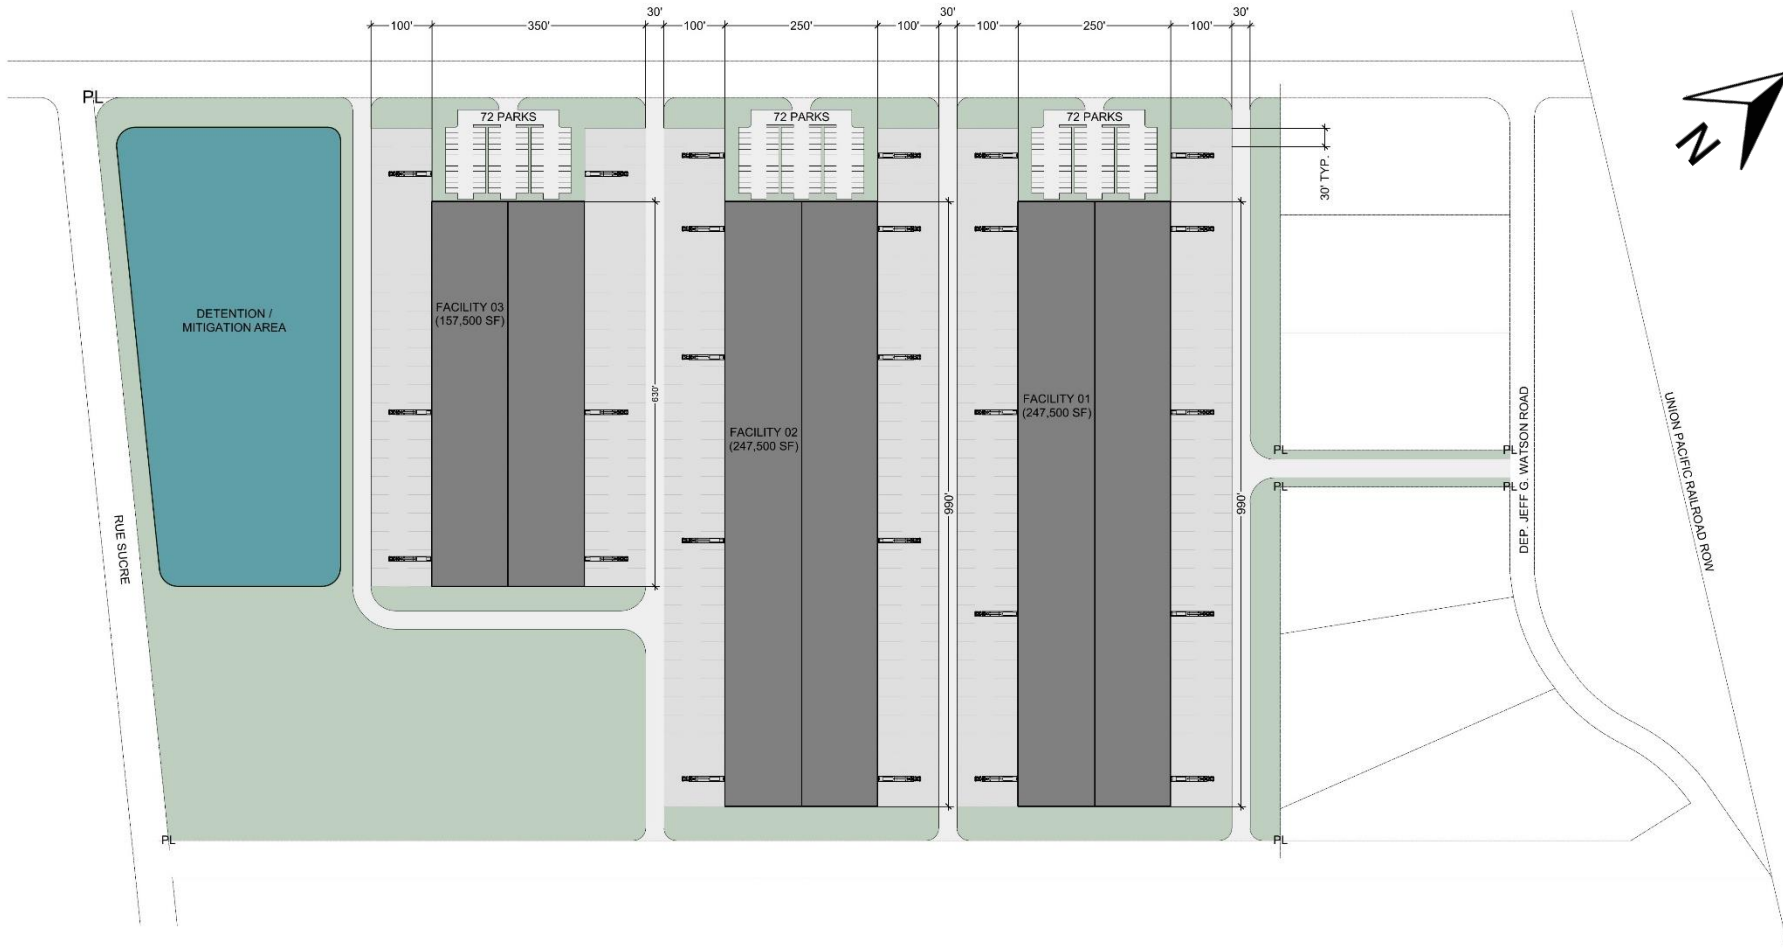 100'
350'
30'
100'
250'
100'
30'
100'
250'
100'
30'
PL
72 PARKS
72 PARKS
72 PARKS
30' TYP.
N
DETENTION /
MITIGATION AREA
FACILITY 03
(157,500 SF)
630'
FACILITY 02
(247,500 SF)
990'
FACILITY 01
(247,500 SF)
990'
PL
PL
PL
PL
DEP. JEFF G. WATSON ROAD
UNION PACIFIC RAILROAD ROW
RUE SUCRE
PL
PL